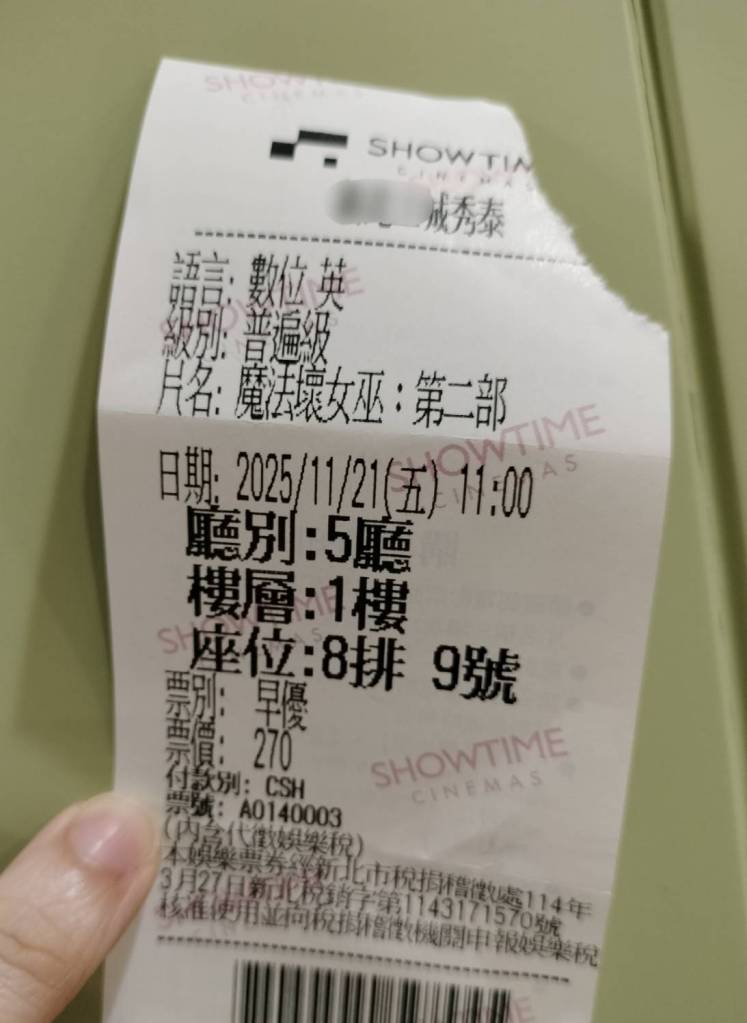 SHOWTIM
CINEMAS
城秀泰
語言: 數位 英
級別: 普遍級
片名: 魔法壞女巫：第二部
日期: 2025/11/21(五) 11:00
廳別:5廳
樓層:1樓
座位:8排 9號
票別: 早優
票價: 270
付款別: CSH
票號: A0140003
(內含代徵娛樂稅)
本娛樂票券經新北市稅捐稽徵處114年
3月27日新北稅銷字第1143171570號
核准使用並向稅捐稽徵機關申報娛樂稅
SHOWTIME
CINEMAS